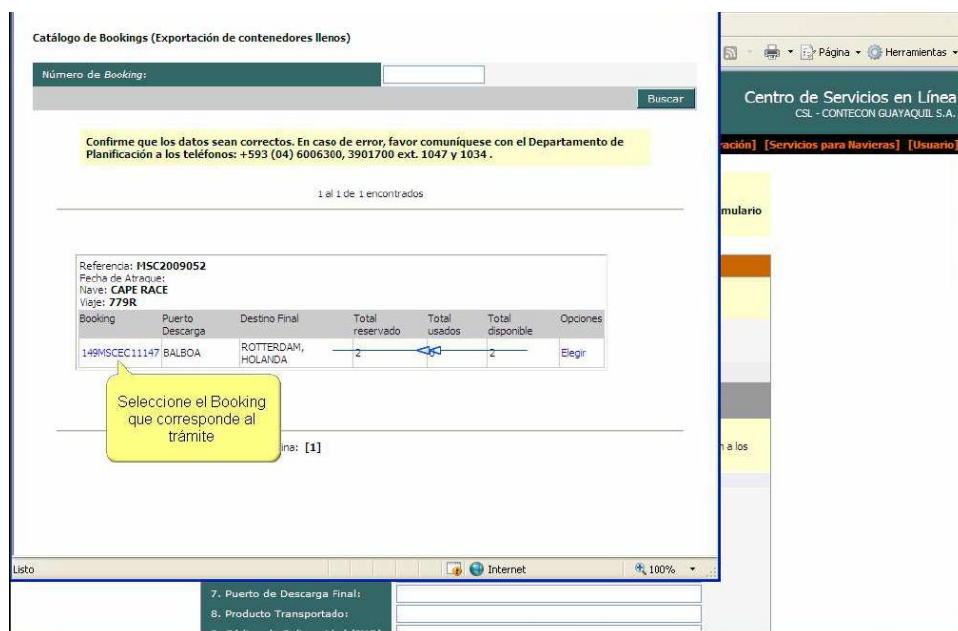 Catálogo de Bookings (Exportación de contenedores llenos)
Página
Herramientas
Número de Booking:
Buscar
Centro de Servicios en Línea
CSL - CONTECON GUAYAQUIL S.A.
Confirme que los datos sean correctos. En caso de error, favor comuníquese con el Departamento de
Planificación a los teléfonos: +593 (04) 6006300, 3901700 ext. 1047 y 1034 .
ación] [Servicios para Navieras] [Usuario]
1 al 1 de 1 encontrados
mulario
Referencia: MSC2009052
Fecha de Atraque:
Nave: CAPE RACE
Viaje: 779R
Booking Puerto Descarga Destino Final Total reservado Total usados Total disponible Opciones
149MSCEC11147 BALBOA ROTTERDAM, HOLANDA 2 2 Elegir
Seleccione el Booking
que corresponde al
trámite
ina: [1]
n a los
Listo
Internet
100%
7. Puerto de Descarga Final:
8. Producto Transportado: